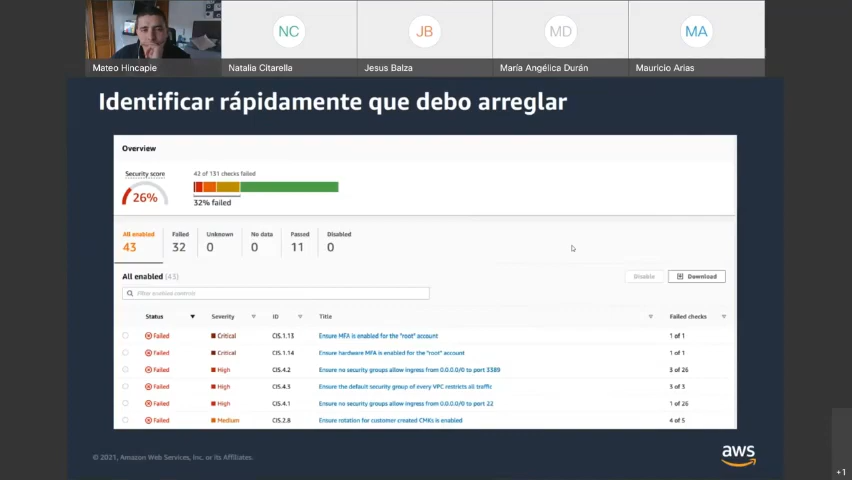 NC
JB
MD
MA
Mateo Hincapie
Natalia Citarella
Jesus Balza
María Angélica Durán
Mauricio Arias
Identificar rápidamente que debo arreglar
Overview
Security score
26%
42 of 131 checks failed
32% failed
All enabled
43
Failed
32
Unknown
0
No data
0
Passed
11
Disabled
0
All enabled (43)
Disable
Download
Filter enabled controls
Status Severity ID Title Failed checks
Failed Critical CIS.1.13 Ensure MFA is enabled for the "root" account 1 of 1
Failed Critical CIS.1.14 Ensure hardware MFA is enabled for the "root" account 1 of 1
Failed High CIS.4.2 Ensure no security groups allow ingress from 0.0.0.0/0 to port 3389 3 of 26
Failed High CIS.4.3 Ensure the default security group of every VPC restricts all traffic 3 of 3
Failed High CIS.4.1 Ensure no security groups allow ingress from 0.0.0.0/0 to port 22 1 of 26
Failed Medium CIS.2.8 Ensure rotation for customer created CMKs is enabled 4 of 5
© 2021, Amazon Web Services, Inc. or its Affiliates.
aws
+1